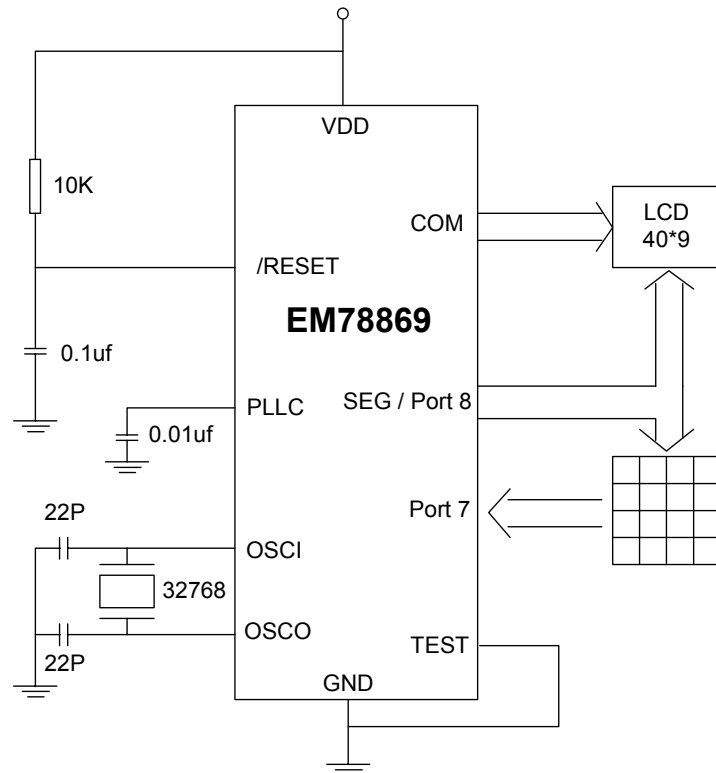 VDD
10K
COM
LCD
40*9
/RESET
EM78869
0.1uf
PLLC
SEG / Port 8
0.01uf
22P
Port 7
OSCI
32768
OSCO
TEST
22P
GND